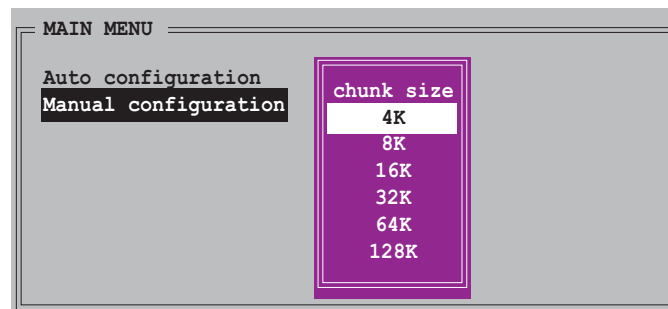 MAIN MENU
Auto configuration
Manual configuration
chunk size
4K
8K
16K
32K
64K
128K